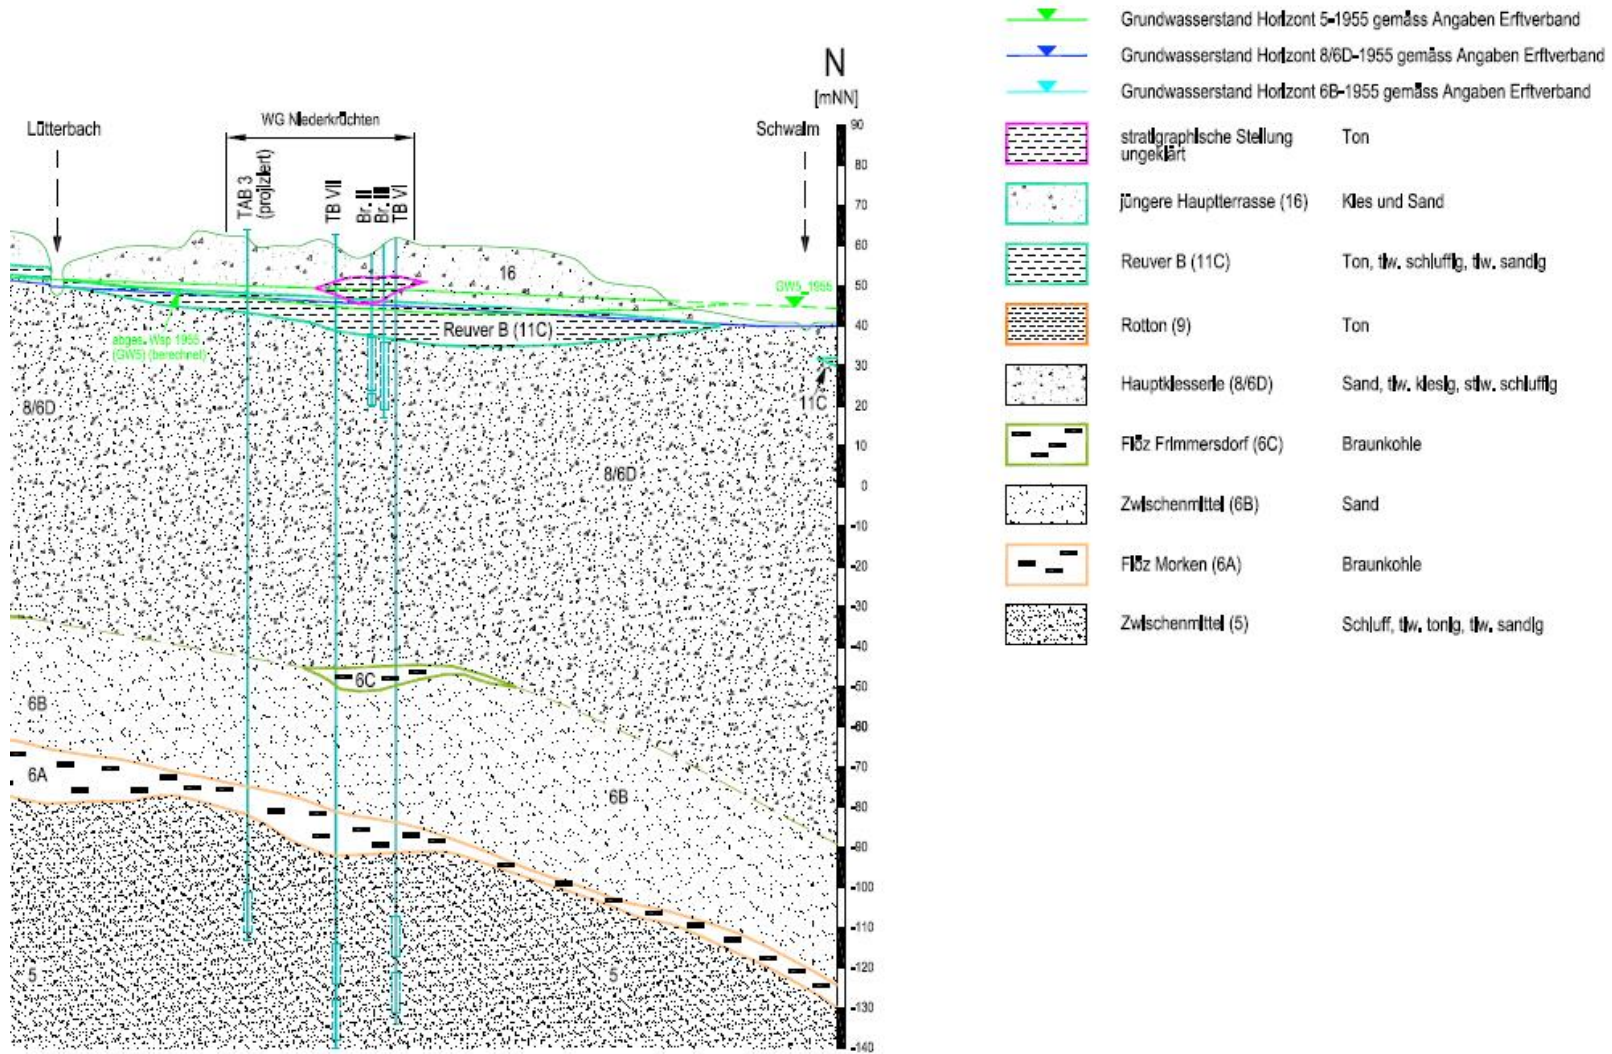 Lütterbach
WG Niederkrüchten
Schwalm
N
[mNN]
TAB 3
(projiziert)
TB VII
Br. II
Br. III
TB VI
90
80
70
60
50
40
30
20
10
0
-10
-20
-30
-40
-50
-60
-70
-80
-90
-100
-110
-120
-130
-140
16
GW5_1955
Reuver B (11C)
abges. Wsp 1955
(GW5) (berechnet)
11C
8/6D
8/6D
6C
6B
6A
6B
5
5
Grundwasserstand Horizont 5-1955 gemäss Angaben Erftverband
Grundwasserstand Horizont 8/6D-1955 gemäss Angaben Erftverband
Grundwasserstand Horizont 6B-1955 gemäss Angaben Erftverband
stratigraphische Stellung ungeklärt Ton
jüngere Hauptterrasse (16) Kies und Sand
Reuver B (11C) Ton, tlw. schluffig, tlw. sandig
Rotton (9) Ton
Hauptkiesserie (8/6D) Sand, tlw. kiesig, stlw. schluffig
Flöz Frimmersdorf (6C) Braunkohle
Zwischenmittel (6B) Sand
Flöz Morken (6A) Braunkohle
Zwischenmittel (5) Schluff, tlw. tonig, tlw. sandig